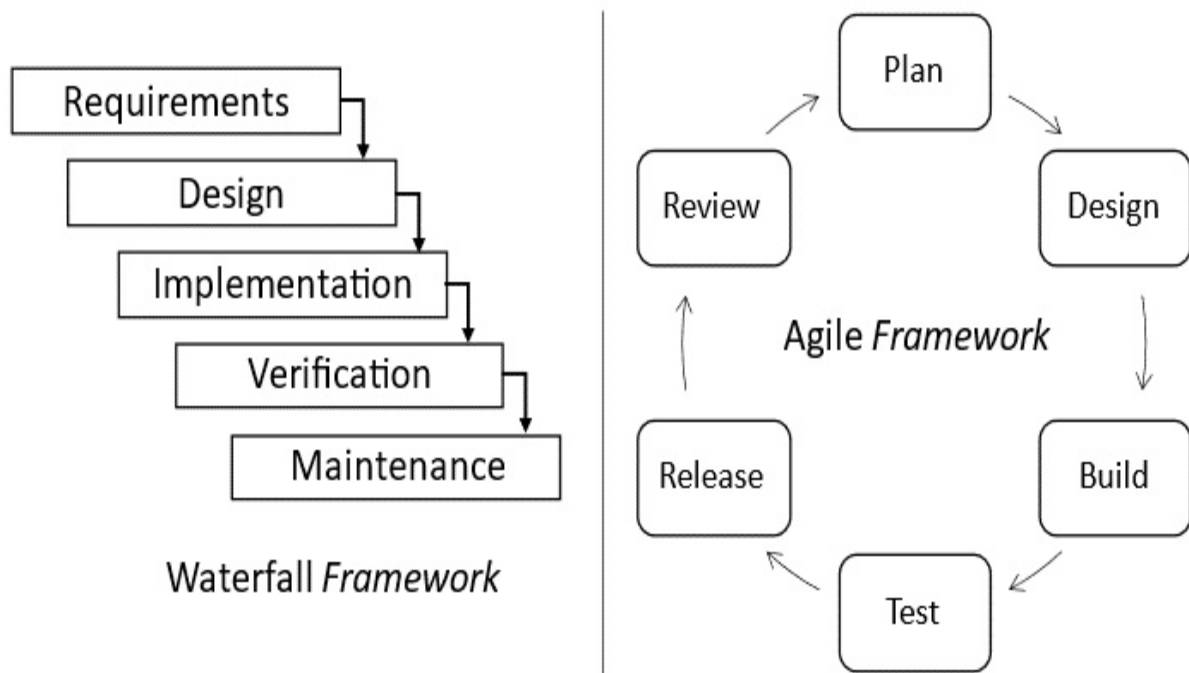 Requirements
Design
Implementation
Verification
Maintenance
Waterfall Framework
Plan
Design
Build
Test
Release
Review
Agile Framework